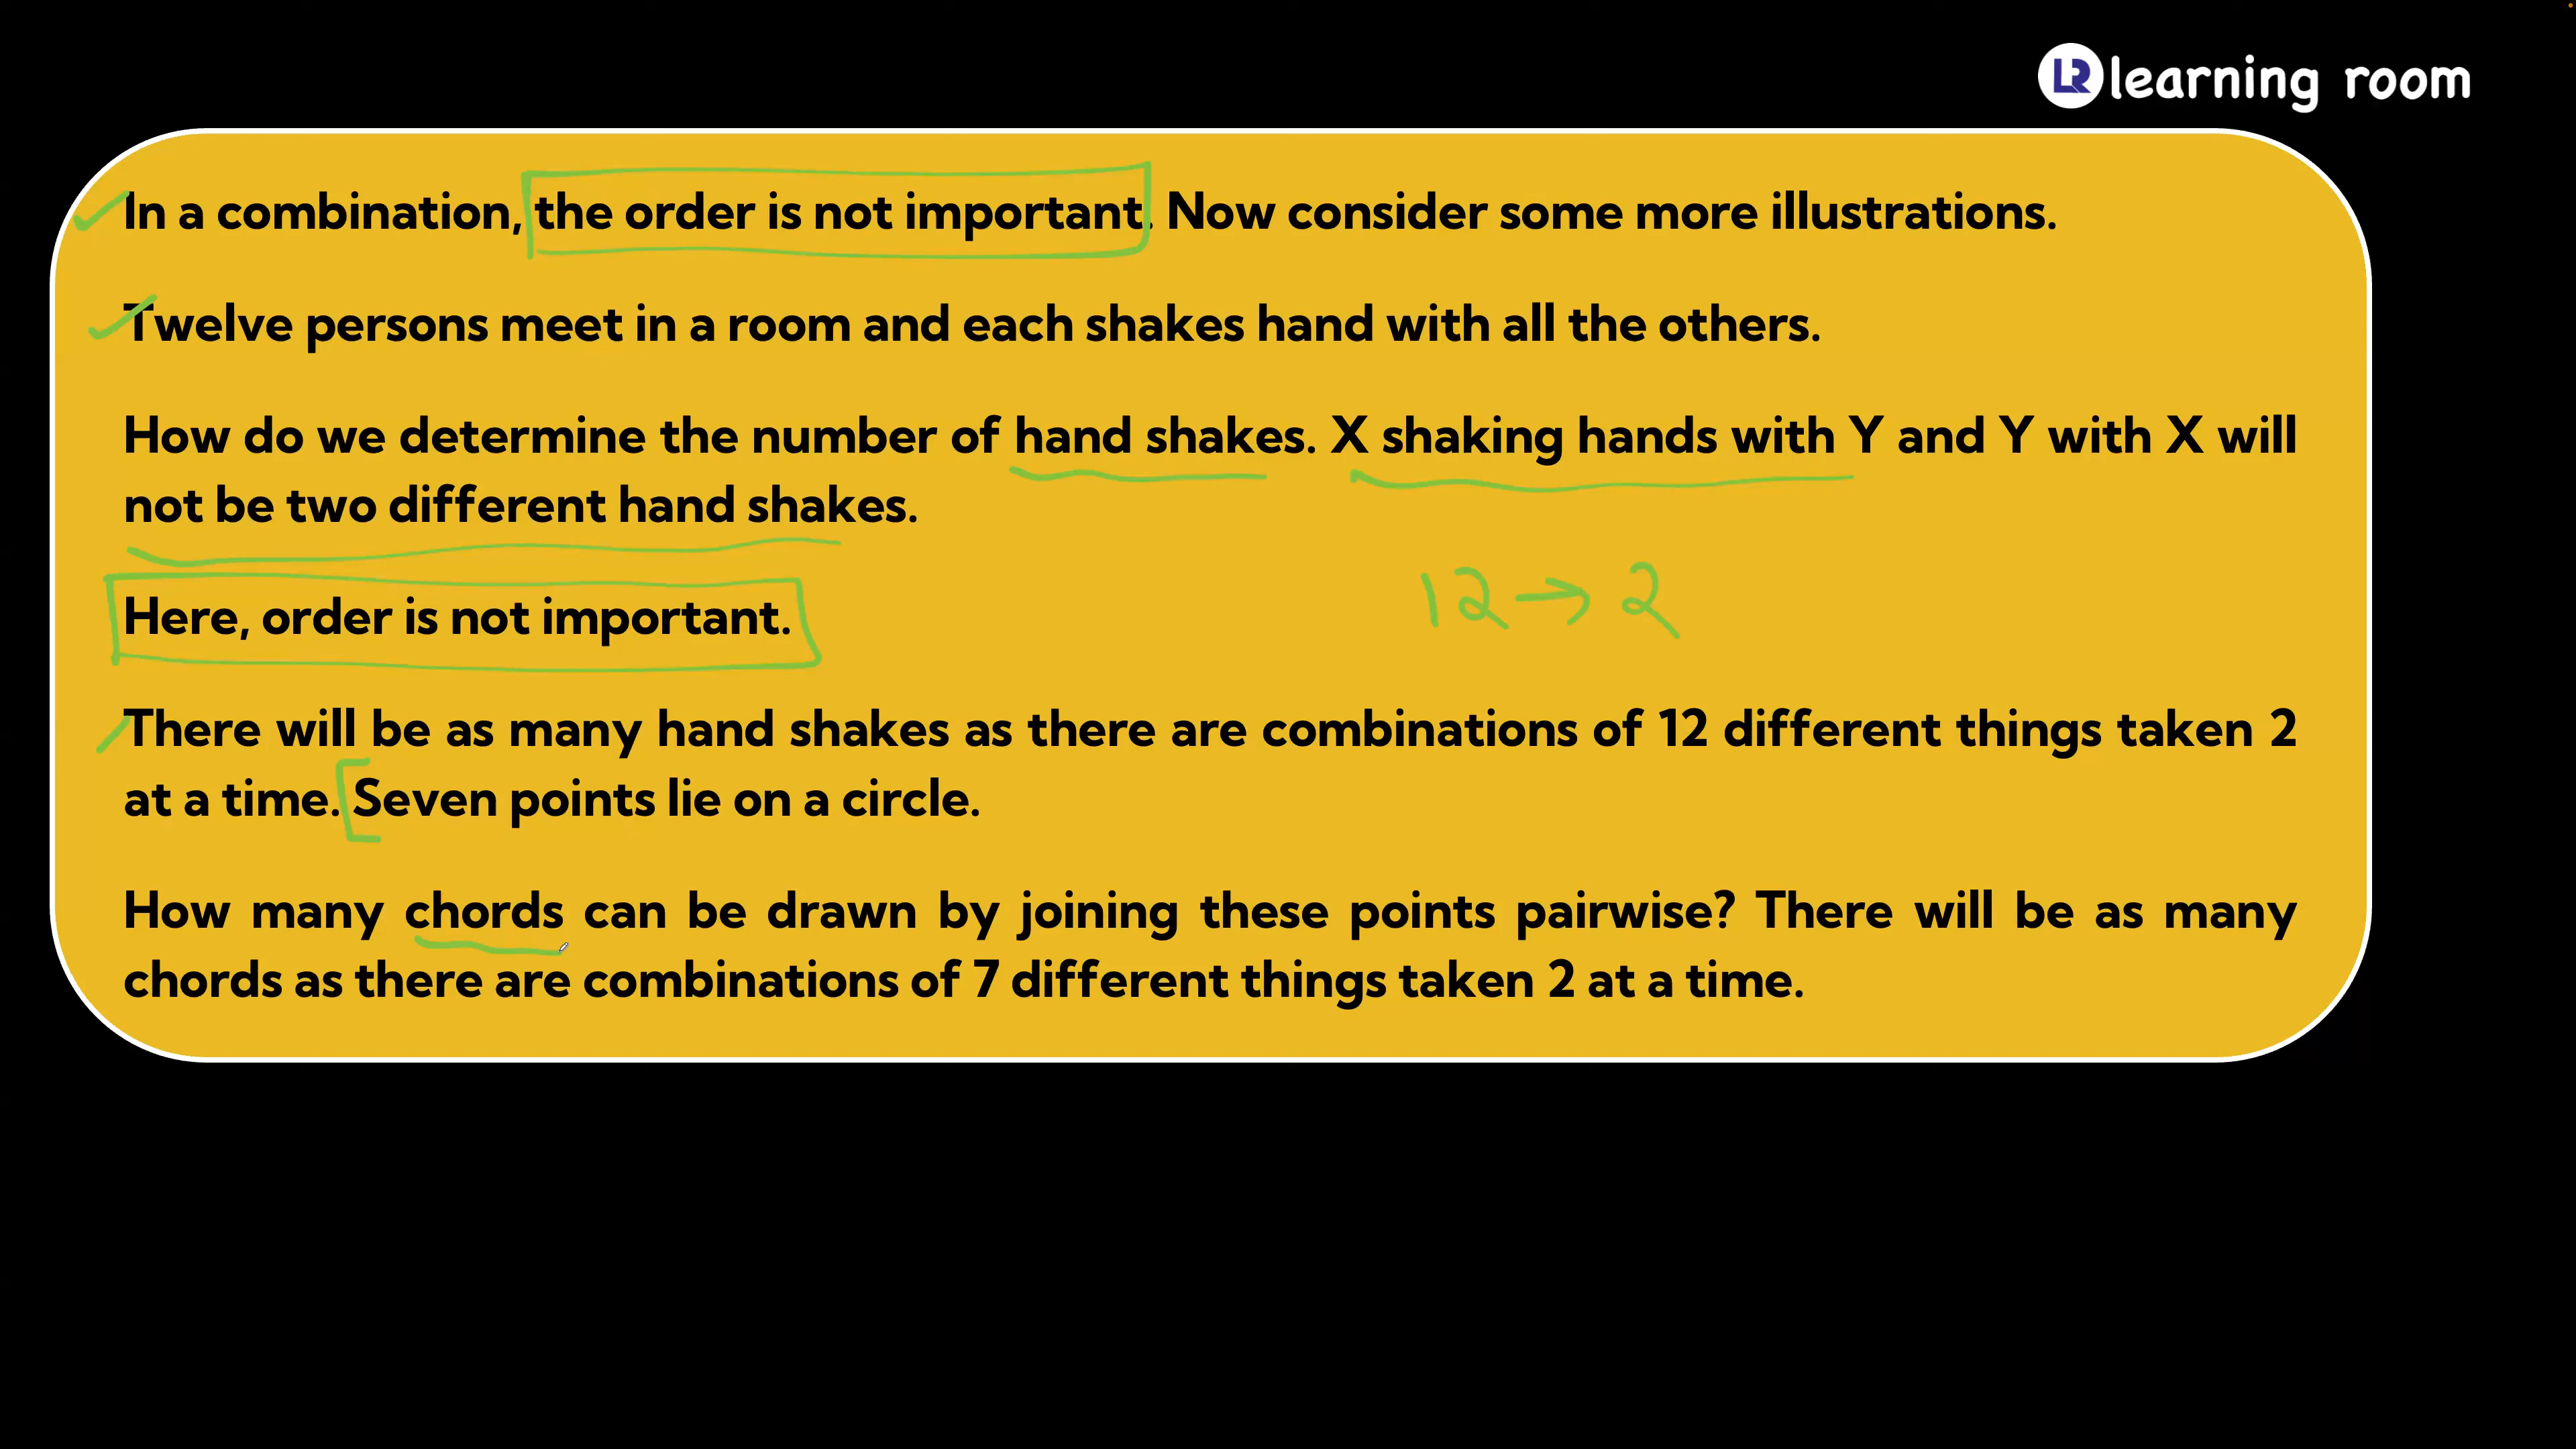 LR learning room
In a combination, the order is not important. Now consider some more illustrations.
Twelve persons meet in a room and each shakes hand with all the others.
How do we determine the number of hand shakes. X shaking hands with Y and Y with X will
not be two different hand shakes.
Here, order is not important.
12 → 2
There will be as many hand shakes as there are combinations of 12 different things taken 2
at a time. Seven points lie on a circle.
How many chords can be drawn by joining these points pairwise? There will be as many
chords as there are combinations of 7 different things taken 2 at a time.